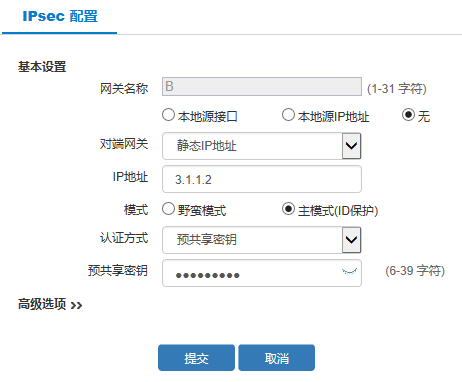 IPsec 配置
基本设置
网关名称 B (1-31 字符)
本地源接口 本地源IP地址 无
对端网关 静态IP地址
IP地址 3.1.1.2
模式 野蛮模式 主模式(ID保护)
认证方式 预共享密钥
预共享密钥 ●●●●●●●●● (6-39 字符)
高级选项 >>
提交 取消